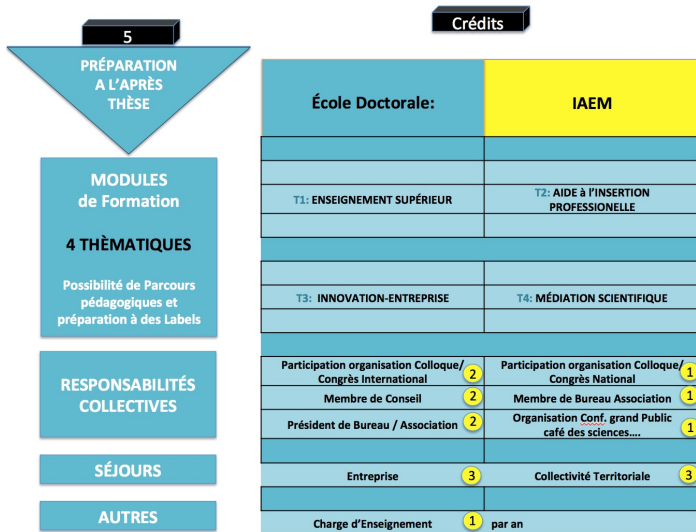 5
Crédits
PRÉPARATION
A L'APRÈS
THÈSE
École Doctorale:
IAEM
MODULES
de Formation
4 THÈMATIQUES
Possibilité de Parcours
pédagogiques et
préparation à des Labels
T1: ENSEIGNEMENT SUPÉRIEUR
T2: AIDE à l'INSERTION
PROFESSIONELLE
T3: INNOVATION-ENTREPRISE
T4: MÉDIATION SCIENTIFIQUE
RESPONSABILITÉS
COLLECTIVES
Participation organisation Colloque/
Congrès International
2
Participation organisation Colloque/
Congrès National
1
Membre de Conseil
2
Membre de Bureau Association
1
Président de Bureau / Association
2
Organisation Conf. grand Public
café des sciences....
1
SÉJOURS
Entreprise
3
Collectivité Territoriale
3
AUTRES
Charge d'Enseignement
1
par an